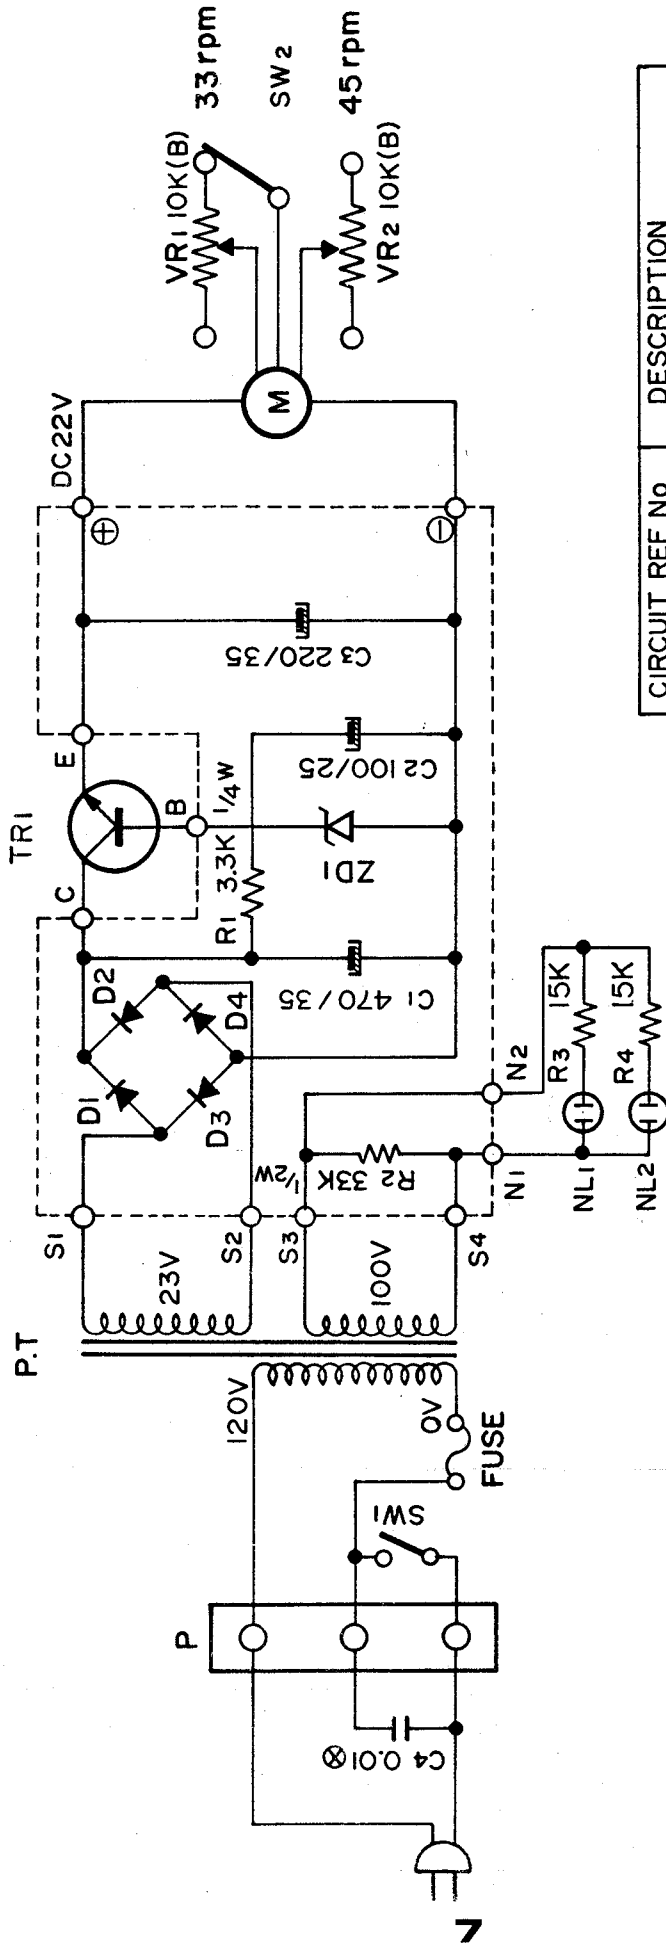 7
C4 0.01 ⊗
P
SW1
FUSE
0V
120V
P.T
23V
100V
S1
S2
S3
S4
1/2W
R2 33K
N1
N2
D1
D2
D3
D4
C1 470/35
R1 3.3K 1/4W
ZD1
C2 100/25
C
B
E
TR1
C3 220/35
⊕
⊖
DC22V
M
VR1 10K(B)
VR2 10K(B)
33rpm
SW2
45rpm
NL1
R3 15K
NL2
R4 15K
CIRCUIT REF No
DESCRIPTION